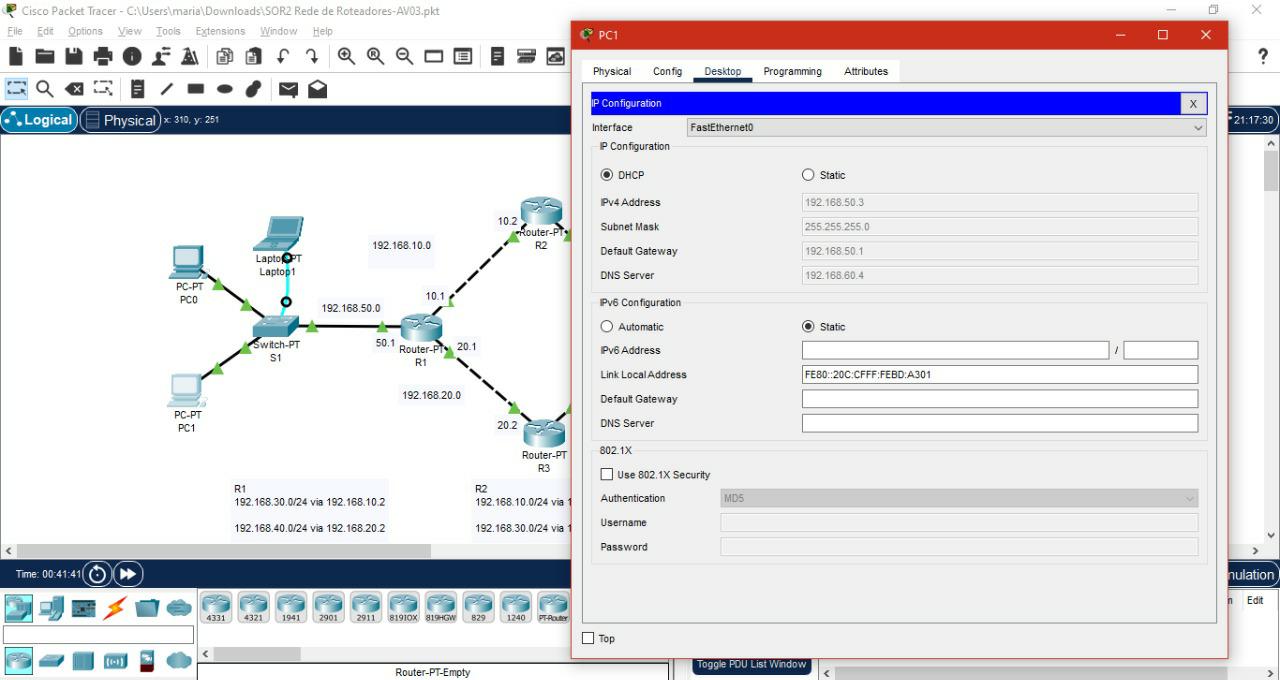 Cisco Packet Tracer - C:\Users\maria\Downloads\SOR2 Rede de Roteadores-AV03.pkt
File Edit Options View Tools Extensions Window Help
?
Logical Physical x: 310, y: 251
21:17:30
192.168.10.0
10.2
Router-PT
R2
Laptop-PT
Laptop1
PC-PT
PC0
192.168.50.0
10.1
Switch-PT
S1
50.1
Router-PT
R1
20.1
192.168.20.0
PC-PT
PC1
20.2
Router-PT
R3
R1
192.168.30.0/24 via 192.168.10.2
192.168.40.0/24 via 192.168.20.2
R2
192.168.10.0/24 via 1
192.168.30.0/24 via 1
Time: 00:41:41
4331 4321 1941 2901 2911 819IOX 819HGW 829 1240 PT-Router
Router-PT-Empty
PC1
Physical Config Desktop Programming Attributes
IP Configuration
X
Interface FastEthernet0
IP Configuration
DHCP Static
IPv4 Address 192.168.50.3
Subnet Mask 255.255.255.0
Default Gateway 192.168.50.1
DNS Server 192.168.60.4
IPv6 Configuration
Automatic Static
IPv6 Address /
Link Local Address FE80::20C:CFFF:FEBD:A301
Default Gateway
DNS Server
802.1X
Use 802.1X Security
Authentication MD5
Username
Password
Top
nulation
n Edit
Toggle PDU List Window